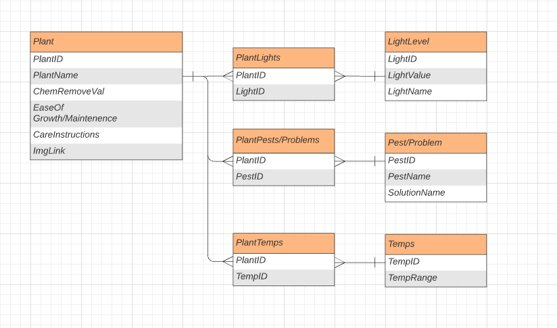 Plant
PlantID
PlantName
ChemRemoveVal
EaseOf
Growth/Maintenence
CareInstructions
ImgLink
PlantLights
PlantID
LightID
LightLevel
LightID
LightValue
LightName
PlantPests/Problems
PlantID
PestID
Pest/Problem
PestID
PestName
SolutionName
PlantTemps
PlantID
TempID
Temps
TempID
TempRange